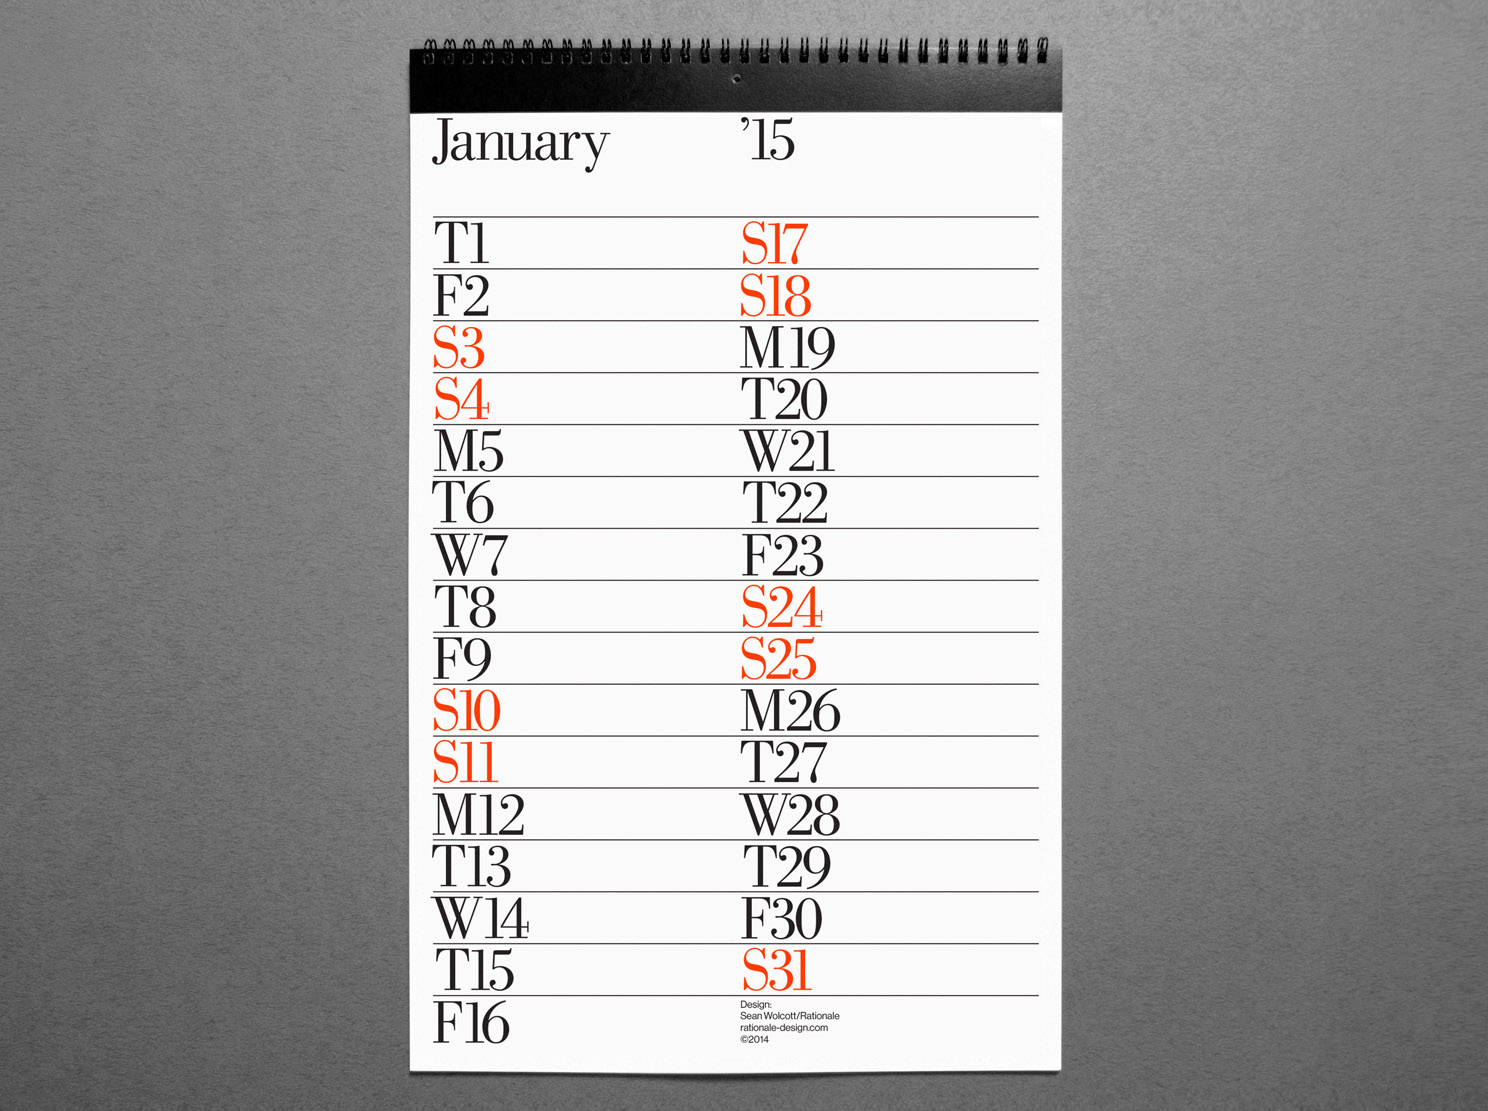 January
’15
T1
F2
S3
S4
M5
T6
W7
T8
F9
S10
S11
M12
T13
W14
T15
F16
S17
S18
M19
T20
W21
T22
F23
S24
S25
M26
T27
W28
T29
F30
S31
Design:
Sean Wolcott/Rationale
rationale-design.com
©2014